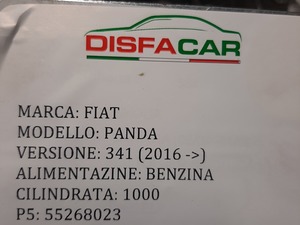 DISFACAR
MARCA: FIAT
MODELLO: PANDA
VERSIONE: 341 (2016 ->)
ALIMENTAZINE: BENZINA
CILINDRATA: 1000
P5: 55268023